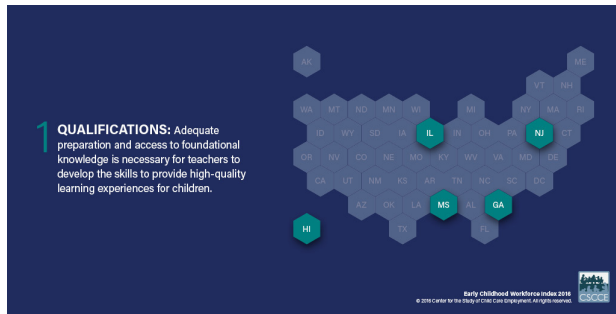 1 QUALIFICATIONS: Adequate
preparation and access to foundational
knowledge is necessary for teachers to
develop the skills to provide high-quality
learning experiences for children.
AK ME
VT NH
WA MT ND MN WI MI NY MA RI
ID WY SD IA IL IN OH PA NJ CT
OR NV CO NE MO KY WV VA MD DE
CA UT NM KS AR TN NC SC DC
AZ OK LA MS AL GA
HI TX FL
Early Childhood Workforce Index 2016
© 2016 Center for the Study of Child Care Employment. All rights reserved.
CSCCE